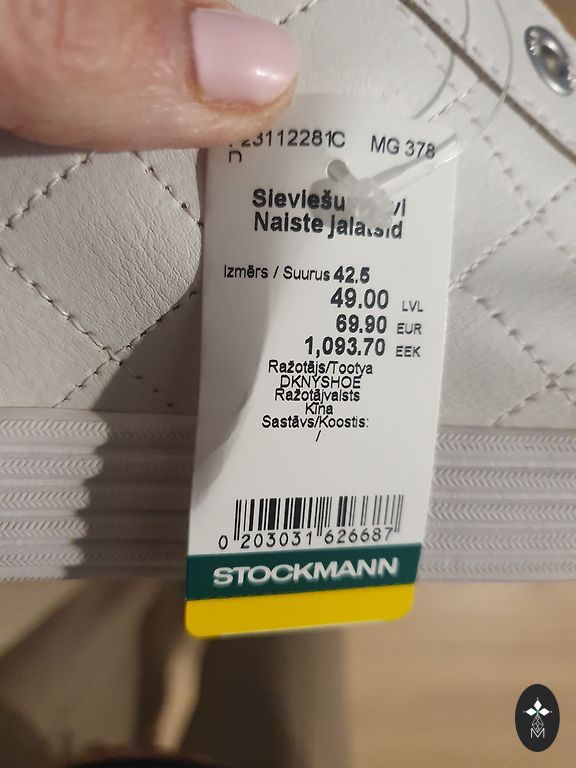 23112281C MG 378
D
Sieviešu
Naiste jalatsid
Izmērs / Suurus 42.5
49.00 LVL
69.90 EUR
1,093.70 EEK
Ražotājs/Tootya
DKNYSHOE
Ražotājvalsts
Kīna
Sastāvs/Koostis:
/
0 203031 626687
STOCKMANN
M